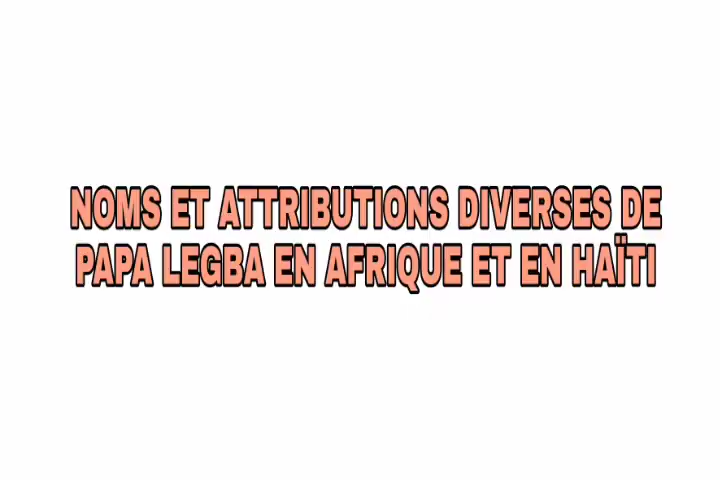 NOMS ET ATTRIBUTIONS DIVERSES DE
PAPA LEGBA EN AFRIQUE ET EN HAÏTI